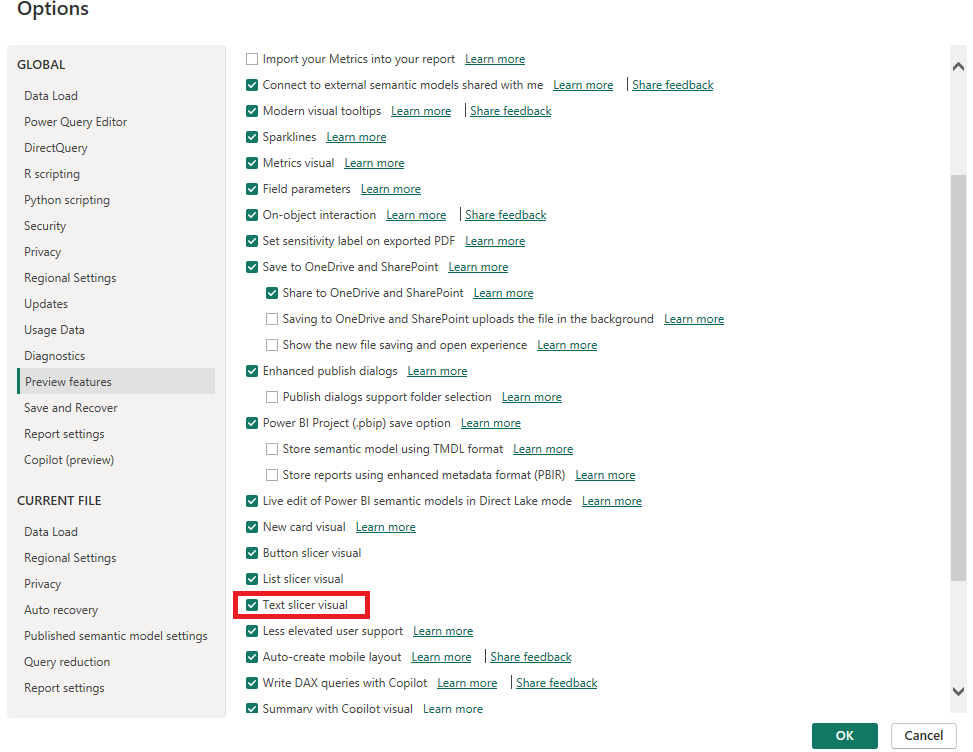 Options
GLOBAL
Data Load
Power Query Editor
DirectQuery
R scripting
Python scripting
Security
Privacy
Regional Settings
Updates
Usage Data
Diagnostics
Preview features
Save and Recover
Report settings
Copilot (preview)
CURRENT FILE
Data Load
Regional Settings
Privacy
Auto recovery
Published semantic model settings
Query reduction
Report settings
Import your Metrics into your report Learn more
Connect to external semantic models shared with me Learn more Share feedback
Modern visual tooltips Learn more Share feedback
Sparklines Learn more
Metrics visual Learn more
Field parameters Learn more
On-object interaction Learn more Share feedback
Set sensitivity label on exported PDF Learn more
Save to OneDrive and SharePoint Learn more
Share to OneDrive and SharePoint Learn more
Saving to OneDrive and SharePoint uploads the file in the background Learn more
Show the new file saving and open experience Learn more
Enhanced publish dialogs Learn more
Publish dialogs support folder selection Learn more
Power BI Project (.pbip) save option Learn more
Store semantic model using TMDL format Learn more
Store reports using enhanced metadata format (PBIR) Learn more
Live edit of Power BI semantic models in Direct Lake mode Learn more
New card visual Learn more
Button slicer visual
List slicer visual
Text slicer visual
Less elevated user support Learn more
Auto-create mobile layout Learn more Share feedback
Write DAX queries with Copilot Learn more Share feedback
Summary with Copilot visual Learn more
OK
Cancel